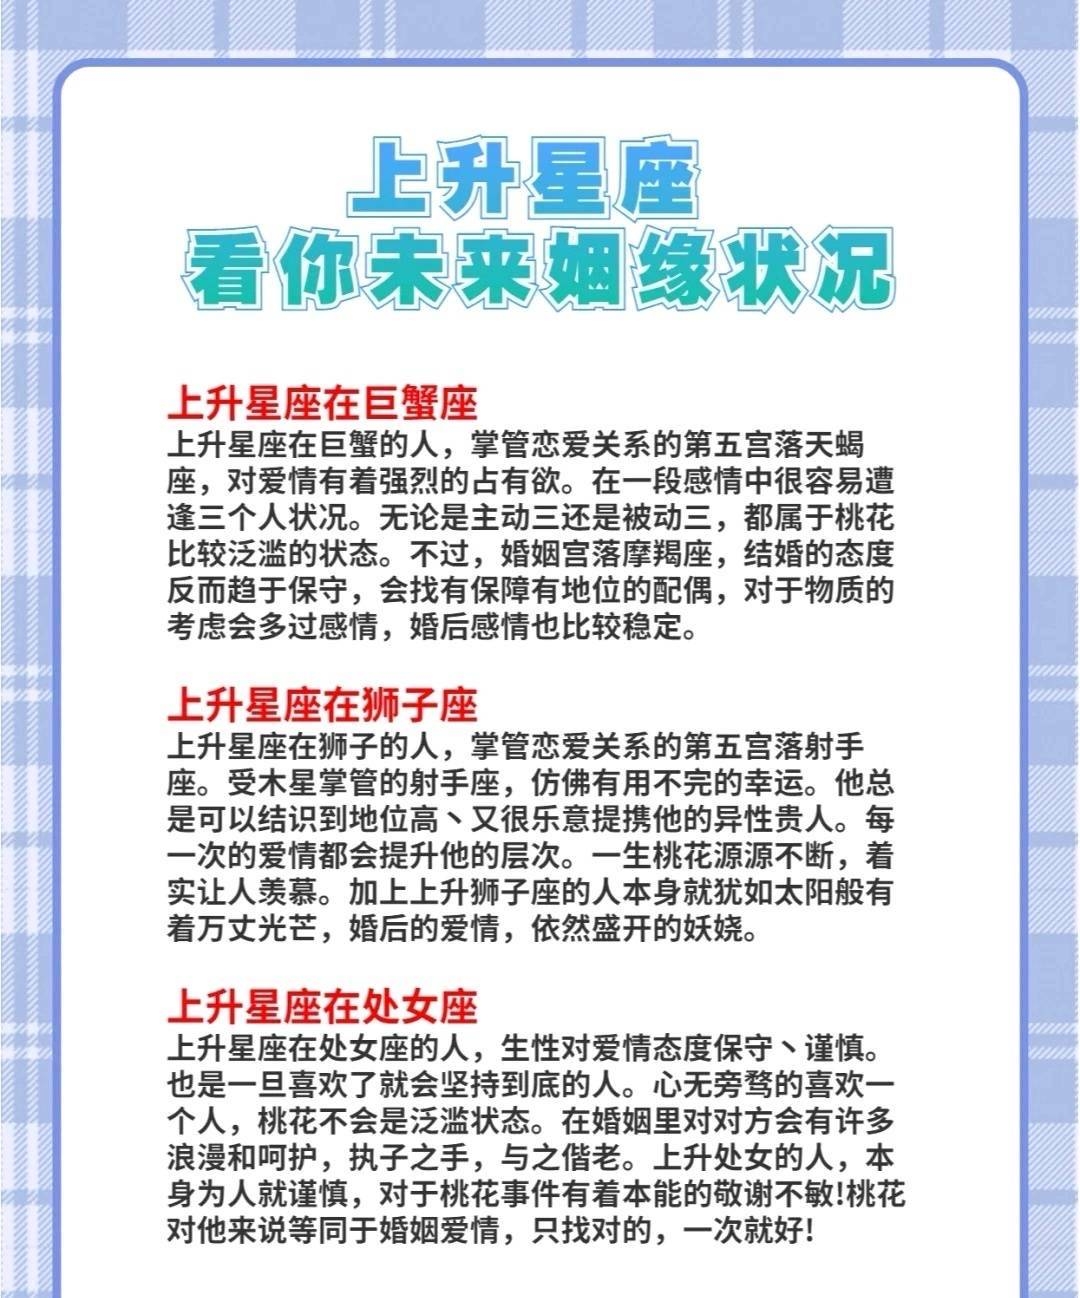 上升星座
看你未来姻缘状况
上升星座在巨蟹座
上升星座在巨蟹的人，掌管恋爱关系的第五宫落天蝎
座，对爱情有着强烈的占有欲。在一段感情中很容易遭
逢三个人状况。无论是主动三还是被动三，都属于桃花
比较泛滥的状态。不过，婚姻宫落摩羯座，结婚的态度
反而趋于保守，会找有保障有地位的配偶，对于物质的
考虑会多过感情，婚后感情也比较稳定。
上升星座在狮子座
上升星座在狮子的人，掌管恋爱关系的第五宫落射手
座。受木星掌管的射手座，仿佛有用不完的幸运。他总
是可以结识到地位高丶又很乐意提携他的异性贵人。每
一次的爱情都会提升他的层次。一生桃花源源不断，着
实让人羡慕。加上上升狮子座的人本身就犹如太阳般有
着万丈光芒，婚后的爱情，依然盛开的妖娆。
上升星座在处女座
上升星座在处女座的人，生性对爱情态度保守丶谨慎。
也是一旦喜欢了就会坚持到底的人。心无旁骛的喜欢一
个人，桃花不会是泛滥状态。在婚姻里对对方会有许多
浪漫和呵护，执子之手，与之偕老。上升处女的人，本
身为人就谨慎，对于桃花事件有着本能的敬谢不敏!桃花
对他来说等同于婚姻爱情，只找对的，一次就好!